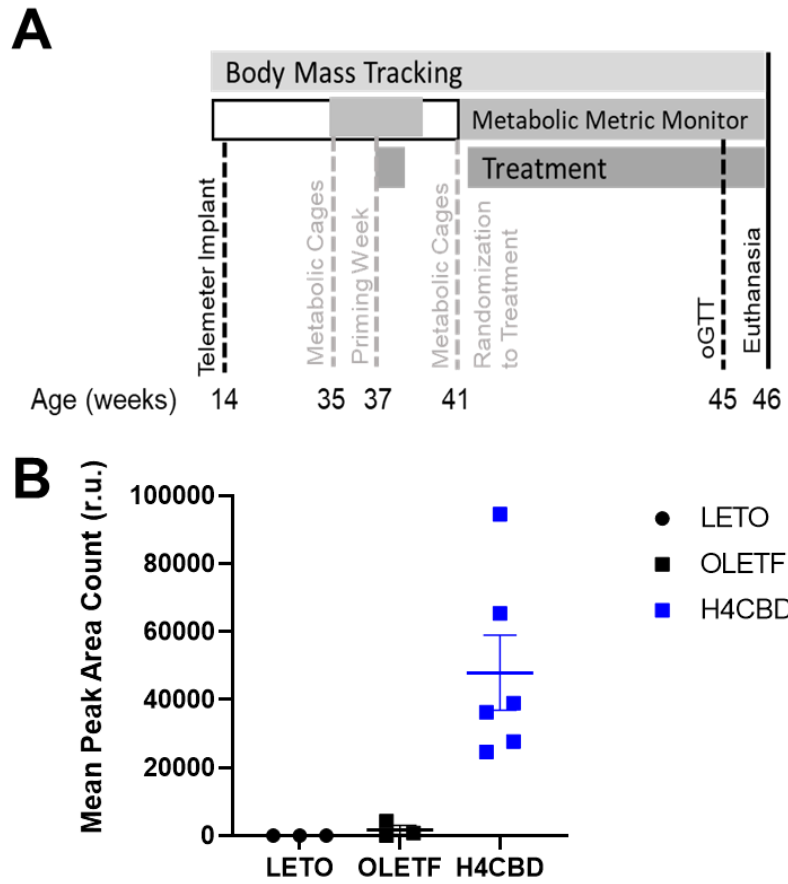 A
Body Mass Tracking
Metabolic Metric Monitor
Treatment
Telemeter Implant
Metabolic Cages
Priming Week
Metabolic Cages
Randomization
to Treatment
oGTT
Euthanasia
Age (weeks) 14 35 37 41 45 46
B
Mean Peak Area Count (r.u.)
100000
80000
60000
40000
20000
0
LETO OLETF H4CBD
LETO
OLETF
H4CBD